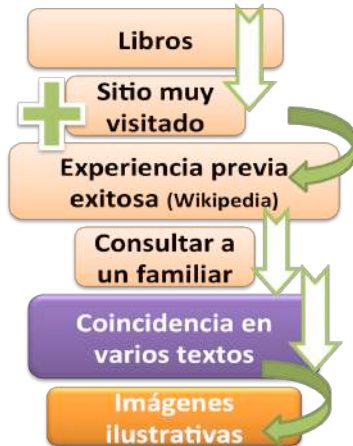 Libros
Sitio muy
visitado
Experiencia previa
exitosa (Wikipedia)
Consultar a
un familiar
Coincidencia en
varios textos
Imágenes
ilustrativas